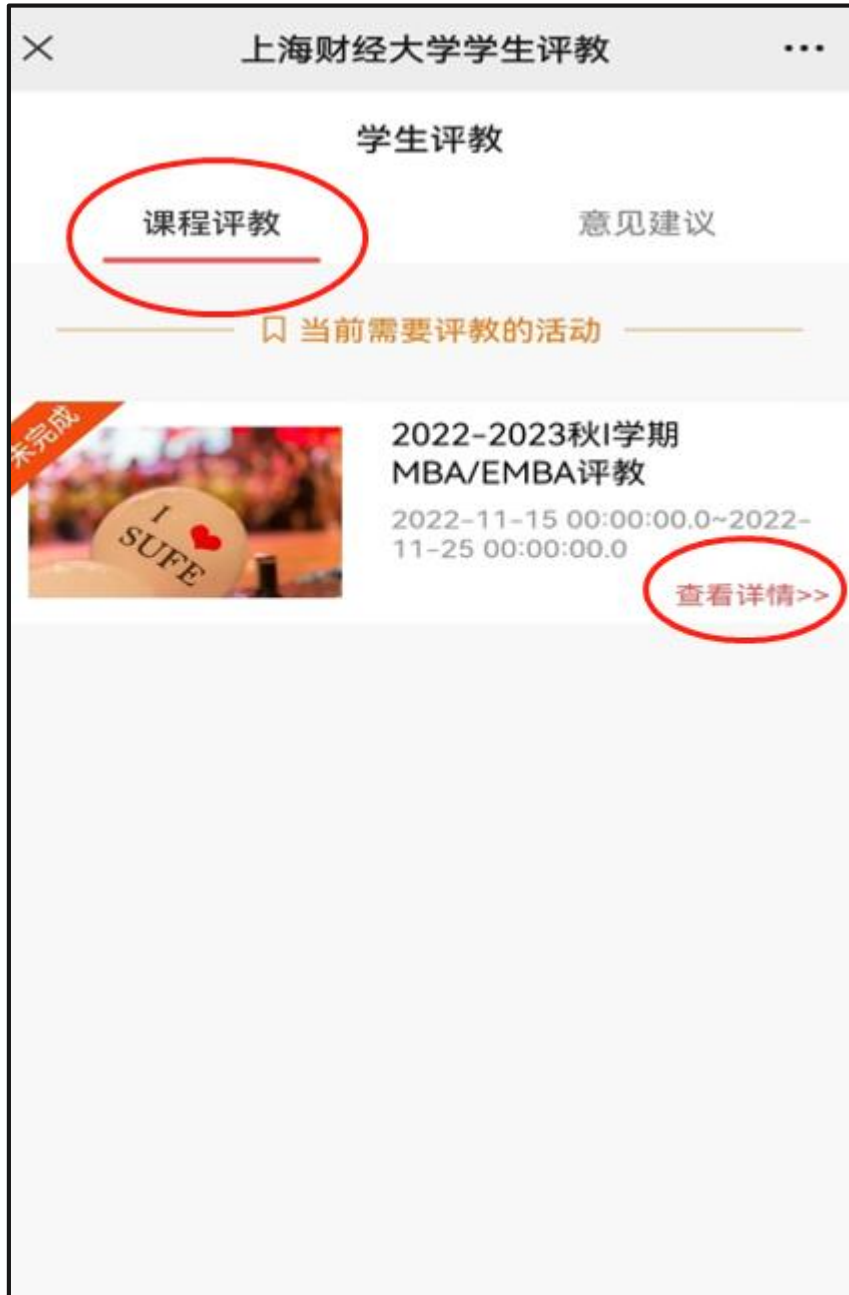 上海财经大学学生评教
学生评教
课程评教
意见建议
当前需要评教的活动
未完成
I
SUFE
2022-2023秋I学期
MBA/EMBA评教
2022-11-15 00:00:00.0~2022-
11-25 00:00:00.0
查看详情>>